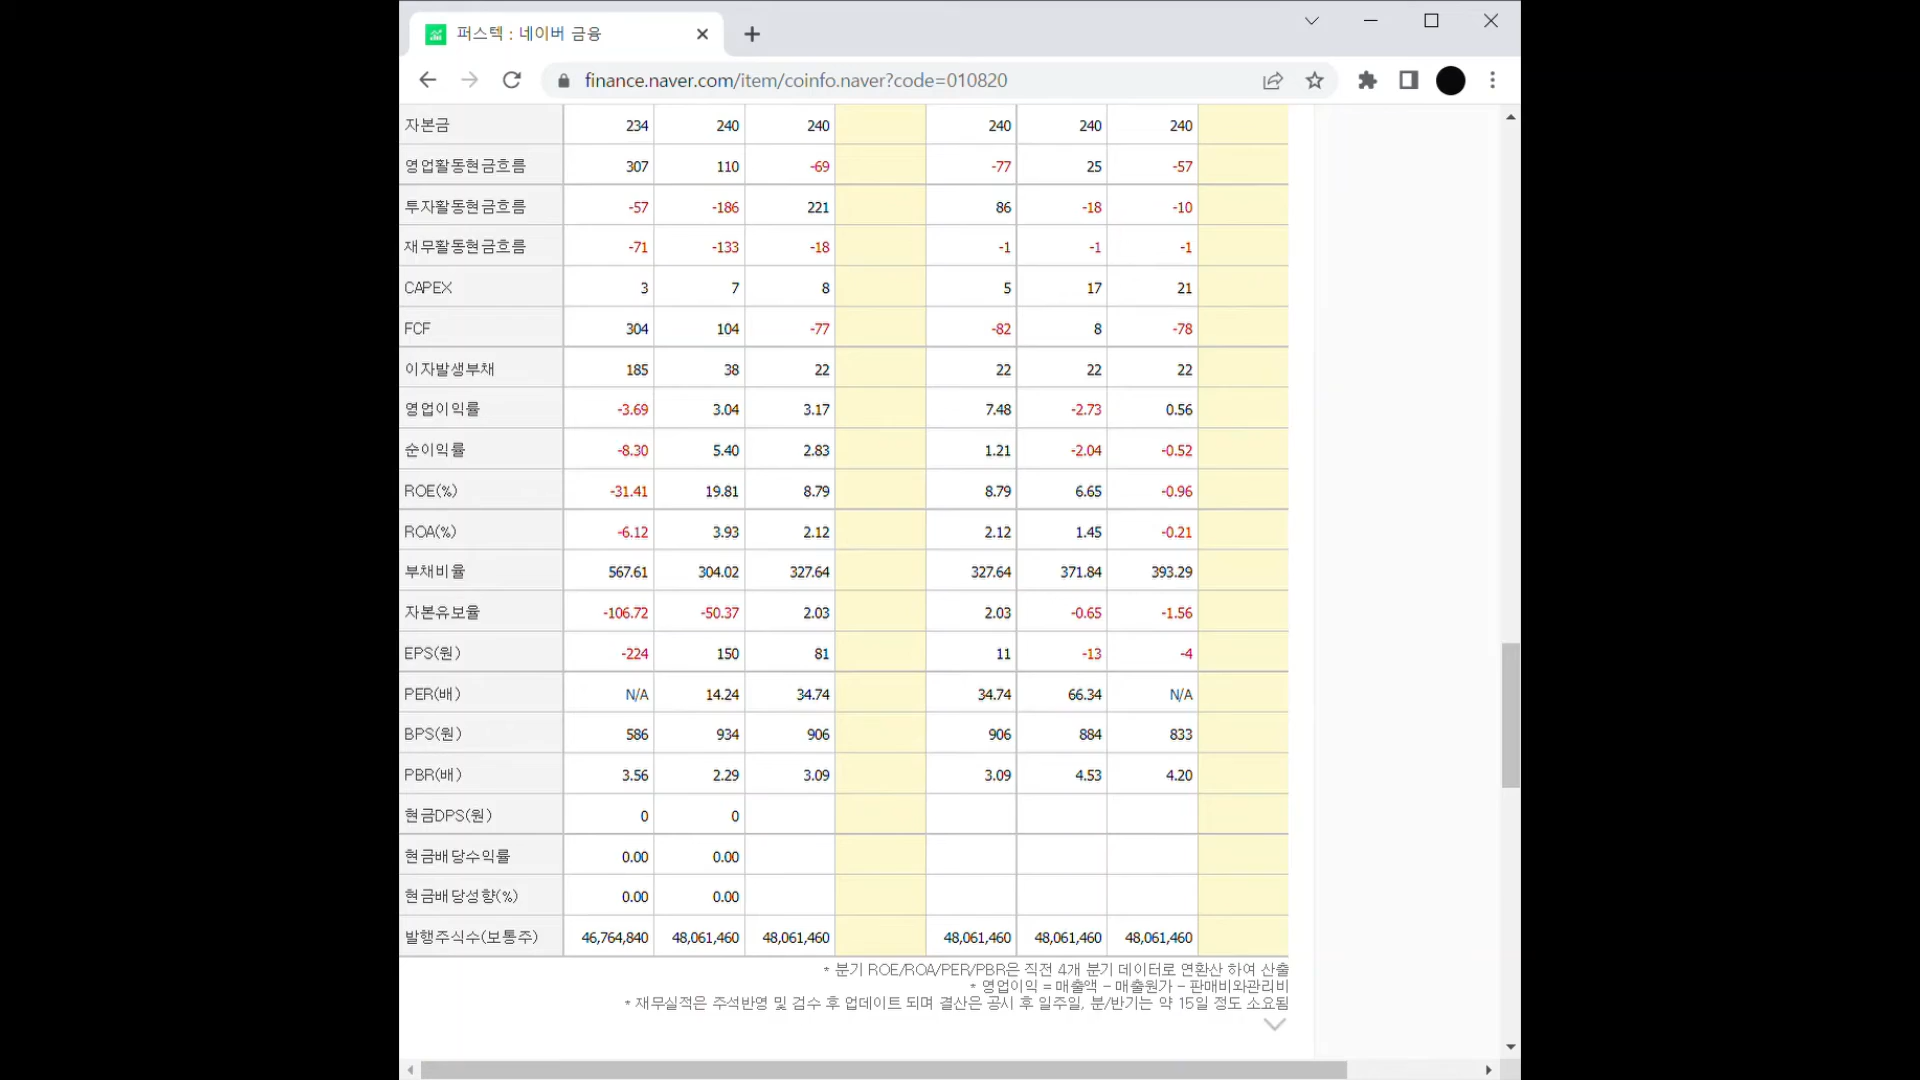 퍼스텍 : 네이버 금융
finance.naver.com/item/coinfo.naver?code=010820
자본금 234 240 240 240 240 240
영업활동현금흐름 307 110 -69 -77 25 -57
투자활동현금흐름 -57 -186 221 86 -18 -10
재무활동현금흐름 -71 -133 -18 -1 -1 -1
CAPEX 3 7 8 5 17 21
FCF 304 104 -77 -82 8 -78
이자발생부채 185 38 22 22 22 22
영업이익률 -3.69 3.04 3.17 7.48 -2.73 0.56
순이익률 -8.30 5.40 2.83 1.21 -2.04 -0.52
ROE(%) -31.41 19.81 8.79 8.79 6.65 -0.96
ROA(%) -6.12 3.93 2.12 2.12 1.45 -0.21
부채비율 567.61 304.02 327.64 327.64 371.84 393.29
자본유보율 -106.72 -50.37 2.03 2.03 -0.65 -1.56
EPS(원) -224 150 81 11 -13 -4
PER(배) N/A 14.24 34.74 34.74 66.34 N/A
BPS(원) 586 934 906 906 884 833
PBR(배) 3.56 2.29 3.09 3.09 4.53 4.20
현금DPS(원) 0 0
현금배당수익률 0.00 0.00
현금배당성향(%) 0.00 0.00
발행주식수(보통주) 46,764,840 48,061,460 48,061,460 48,061,460 48,061,460 48,061,460
* 분기 ROE/ROA/PER/PBR은 직전 4개 분기 데이터로 연환산 하여 산출
* 영업이익 = 매출액 - 매출원가 - 판매비와관리비
* 재무실적은 주석반영 및 검수 후 업데이트 되며 결산은 공시 후 일주일, 분/반기는 약 15일 정도 소요됨